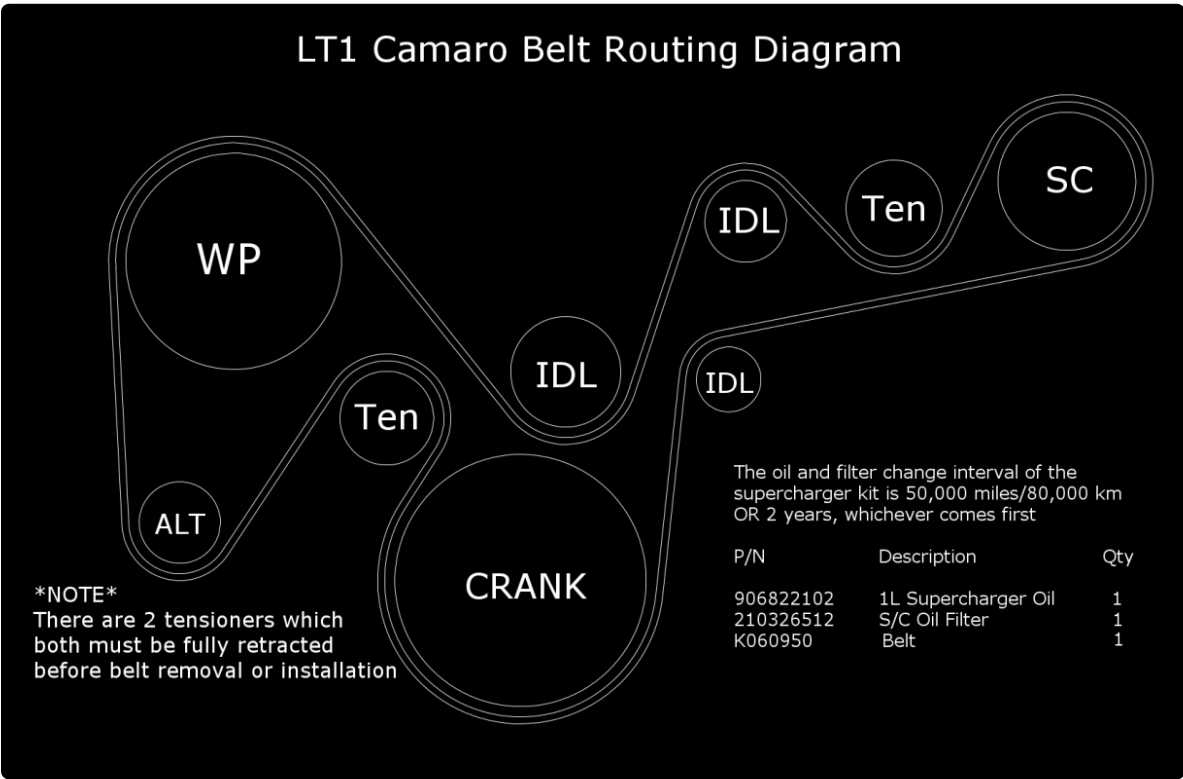 LT1 Camaro Belt Routing Diagram
SC
IDL
Ten
WP
IDL
IDL
Ten
ALT
CRANK
The oil and filter change interval of the
supercharger kit is 50,000 miles/80,000 km
OR 2 years, whichever comes first
P/N Description Qty
906822102 1L Supercharger Oil 1
210326512 S/C Oil Filter 1
K060950 Belt 1
*NOTE*
There are 2 tensioners which
both must be fully retracted
before belt removal or installation